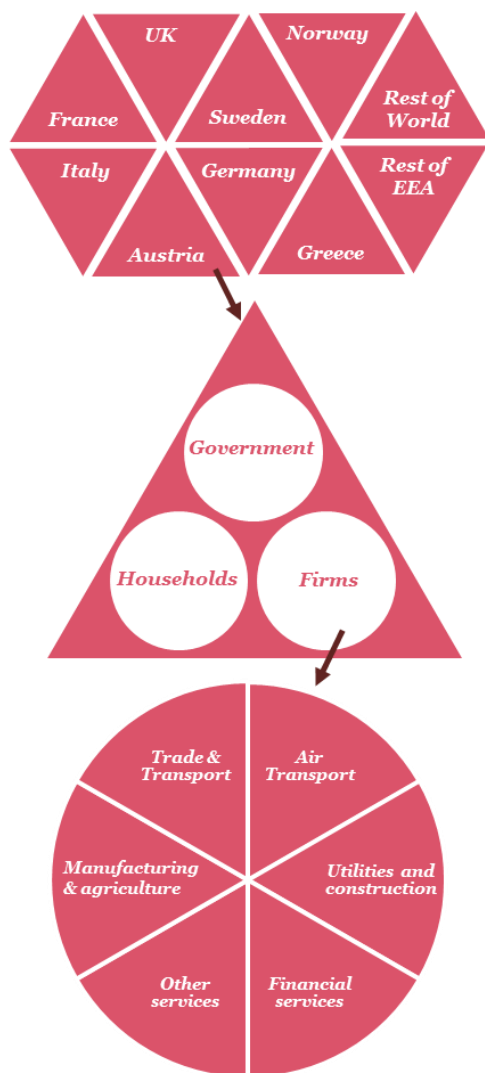 UK
Norway
France
Sweden
Rest of
World
Italy
Germany
Rest of
EEA
Austria
Greece
Government
Households
Firms
Trade &
Transport
Air
Transport
Manufacturing
& agriculture
Utilities and
construction
Other
services
Financial
services